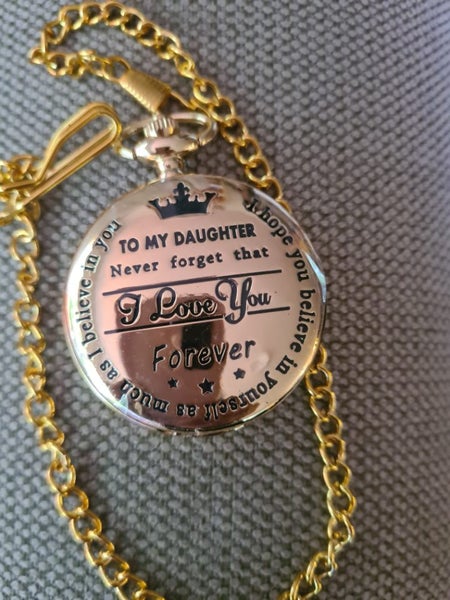 TO MY DAUGHTER
Never forget that
I Love You
Forever
I hope you believe in yourself as much as I believe in you